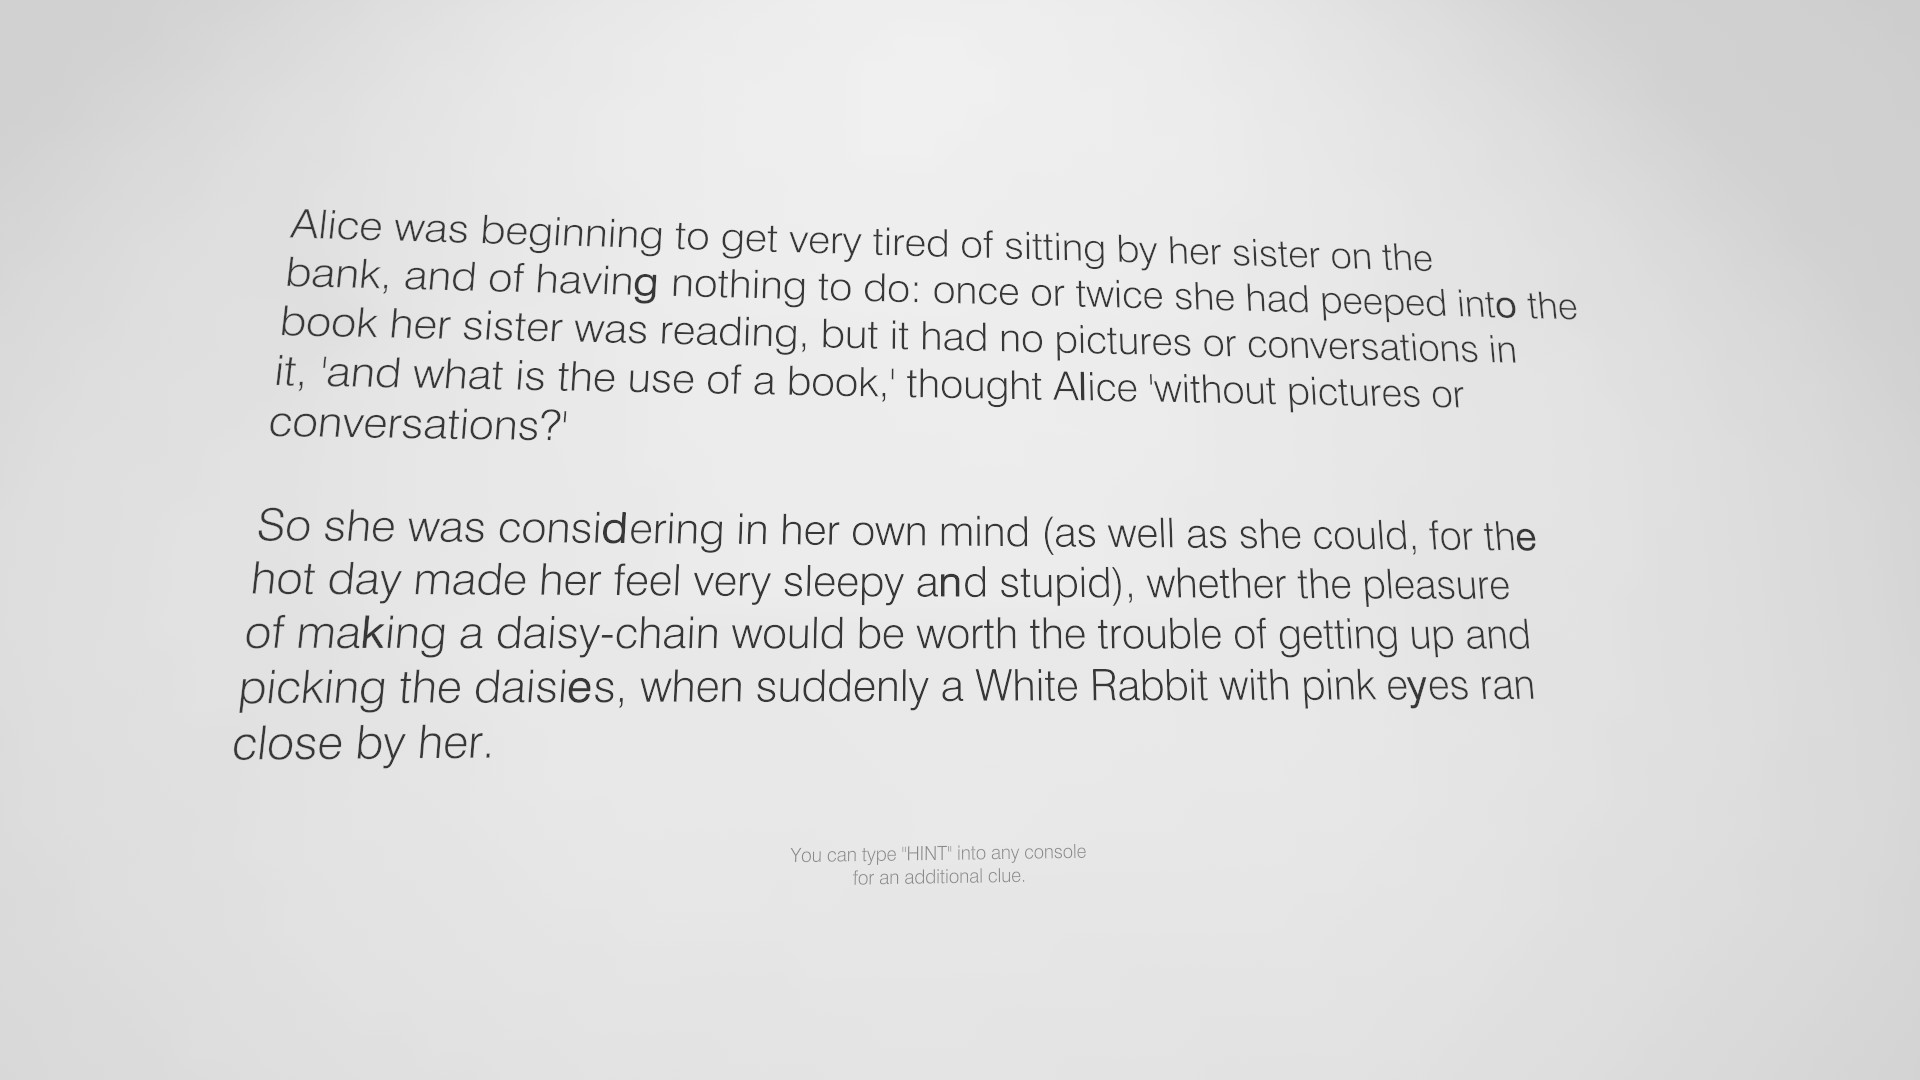 Alice was beginning to get very tired of sitting by her sister on the
bank, and of having nothing to do: once or twice she had peeped into the
book her sister was reading, but it had no pictures or conversations in
it, 'and what is the use of a book,' thought Alice 'without pictures or
conversations?'
So she was considering in her own mind (as well as she could, for the
hot day made her feel very sleepy and stupid), whether the pleasure
of making a daisy-chain would be worth the trouble of getting up and
picking the daisies, when suddenly a White Rabbit with pink eyes ran
close by her.
You can type "HINT" into any console
for an additional clue.